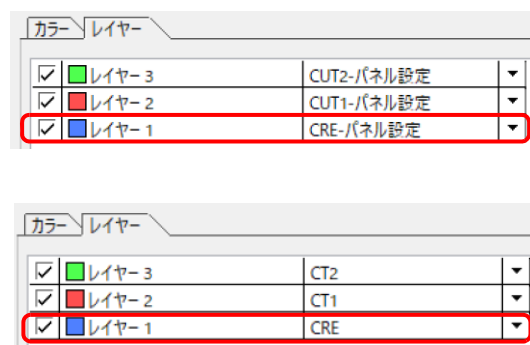 カラー レイヤー
レイヤー 3 CUT2-パネル設定
レイヤー 2 CUT1-パネル設定
レイヤー 1 CRE-パネル設定
カラー レイヤー
レイヤー 3 CT2
レイヤー 2 CT1
レイヤー 1 CRE